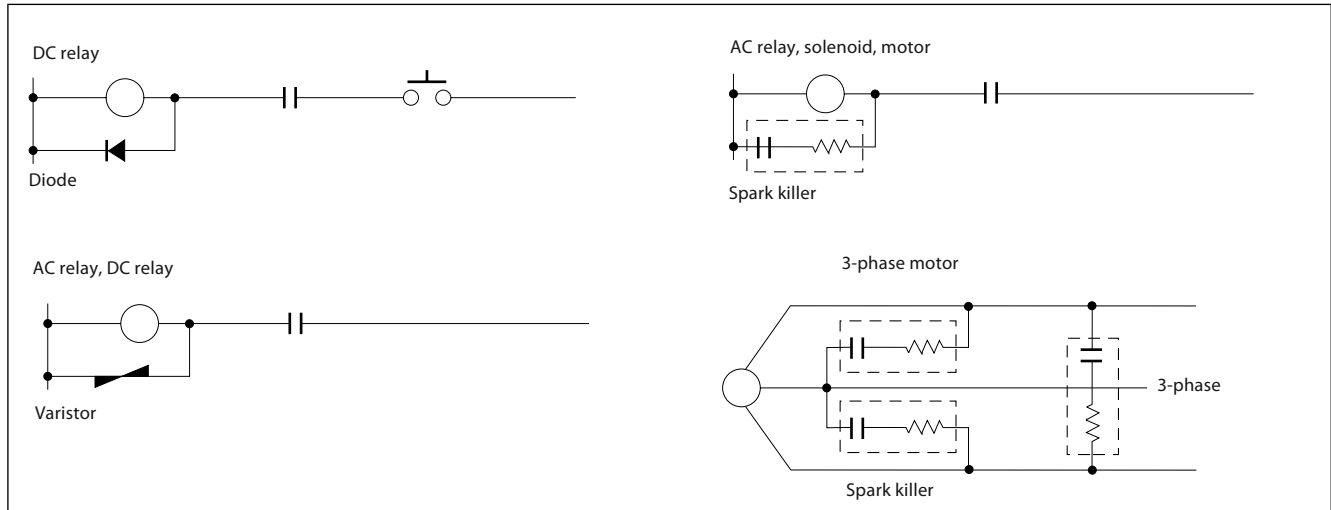 DC relay
Diode
AC relay, solenoid, motor
Spark killer
AC relay, DC relay
Varistor
3-phase motor
3-phase
Spark killer